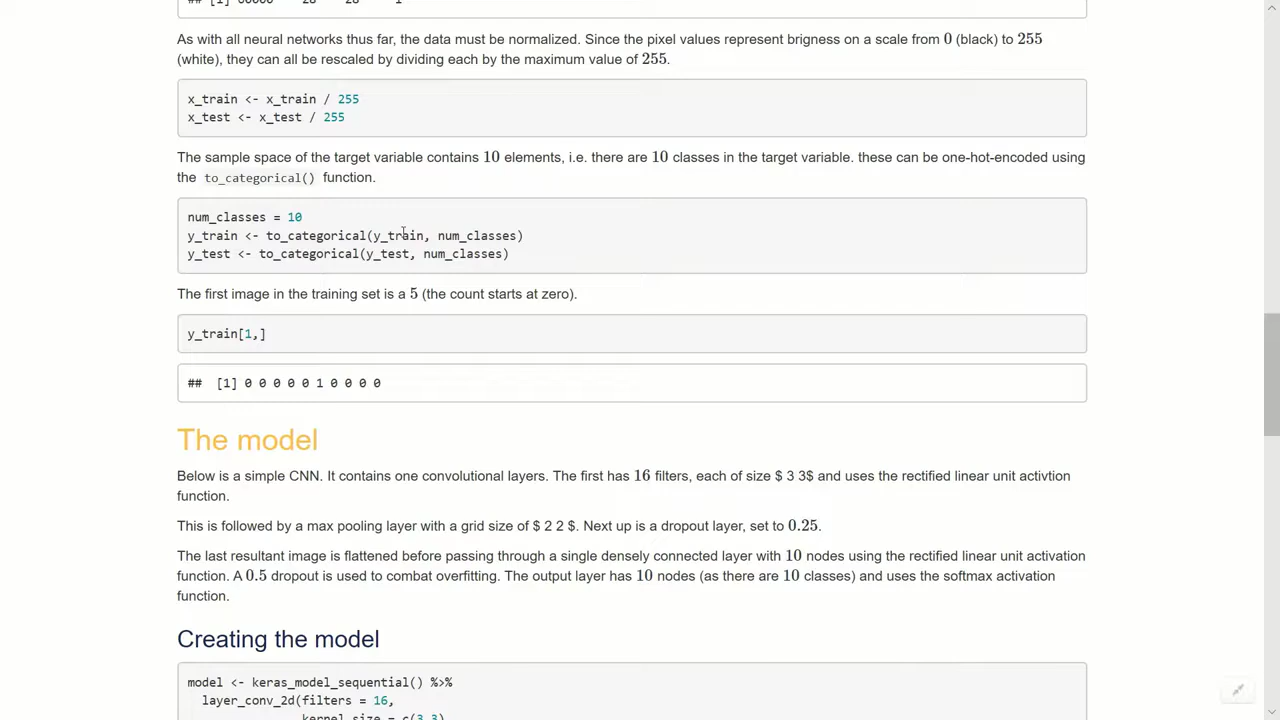 As with all neural networks thus far, the data must be normalized. Since the pixel values represent brigness on a scale from 0 (black) to 255
(white), they can all be rescaled by dividing each by the maximum value of 255.
x_train <- x_train / 255
x_test <- x_test / 255
The sample space of the target variable contains 10 elements, i.e. there are 10 classes in the target variable. these can be one-hot-encoded using
the to_categorical() function.
num_classes = 10
y_train <- to_categorical(y_train, num_classes)
y_test <- to_categorical(y_test, num_classes)
The first image in the training set is a 5 (the count starts at zero).
y_train[1,]
## [1] 0 0 0 0 0 1 0 0 0 0
The model
Below is a simple CNN. It contains one convolutional layers. The first has 16 filters, each of size $ 3 3$ and uses the rectified linear unit activtion
function.
This is followed by a max pooling layer with a grid size of $ 2 2 $. Next up is a dropout layer, set to 0.25.
The last resultant image is flattened before passing through a single densely connected layer with 10 nodes using the rectified linear unit activation
function. A 0.5 dropout is used to combat overfitting. The output layer has 10 nodes (as there are 10 classes) and uses the softmax activation
function.
Creating the model
model <- keras_model_sequential() %>%
layer_conv_2d(filters = 16,
kernel_size = c(3,3)